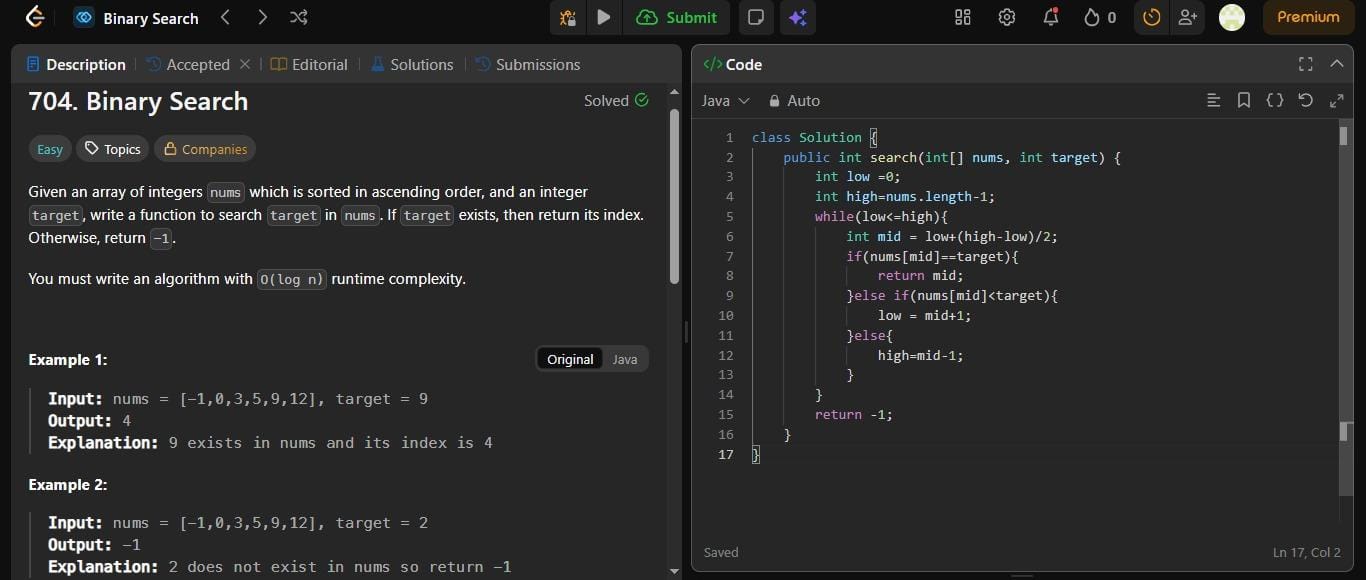 Binary Search
Submit
0
Premium
Description
Accepted
Editorial
Solutions
Submissions
704. Binary Search
Solved
Easy
Topics
Companies
Given an array of integers nums which is sorted in ascending order, and an integer
target, write a function to search target in nums. If target exists, then return its index.
Otherwise, return -1.
You must write an algorithm with O(log n) runtime complexity.
Example 1:
Original
Java
Input: nums = [-1,0,3,5,9,12], target = 9
Output: 4
Explanation: 9 exists in nums and its index is 4
Example 2:
Input: nums = [-1,0,3,5,9,12], target = 2
Output: -1
Explanation: 2 does not exist in nums so return -1
</> Code
Java
Auto
1 class Solution {
2     public int search(int[] nums, int target) {
3         int low =0;
4         int high=nums.length-1;
5         while(low<=high){
6             int mid = low+(high-low)/2;
7             if(nums[mid]==target){
8                 return mid;
9             }else if(nums[mid]<target){
10                 low = mid+1;
11             }else{
12                 high=mid-1;
13             }
14         }
15         return -1;
16     }
17 }
Saved
Ln 17, Col 2